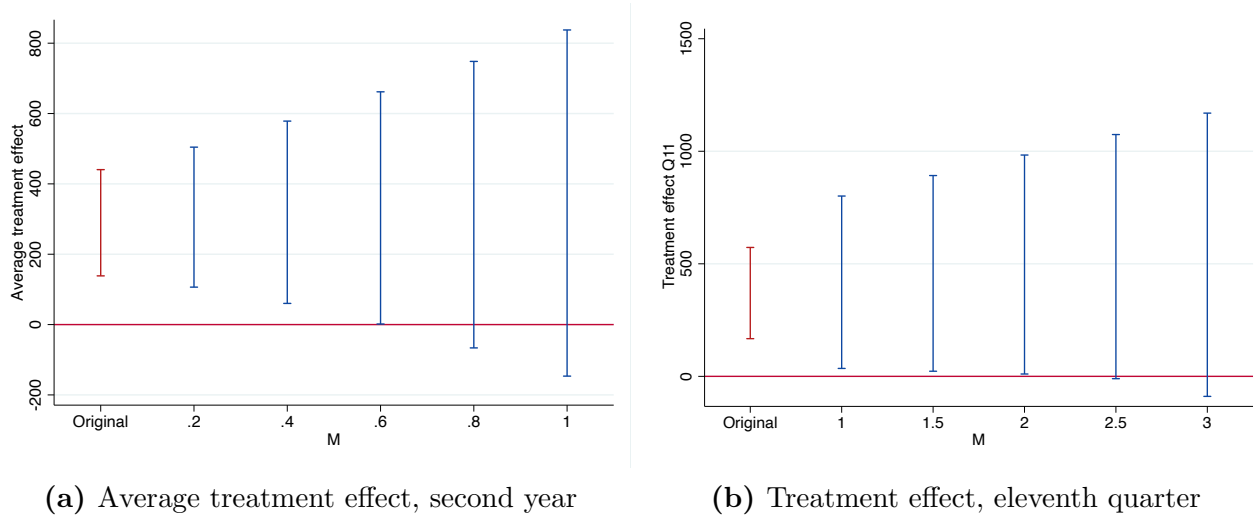 800
600
400
200
0
-200
Average treatment effect
Original .2 .4 .6 .8 1
M
1500
1000
500
0
Treatment effect Q11
Original 1 1.5 2 2.5 3
M
(a) Average treatment effect, second year
(b) Treatment effect, eleventh quarter